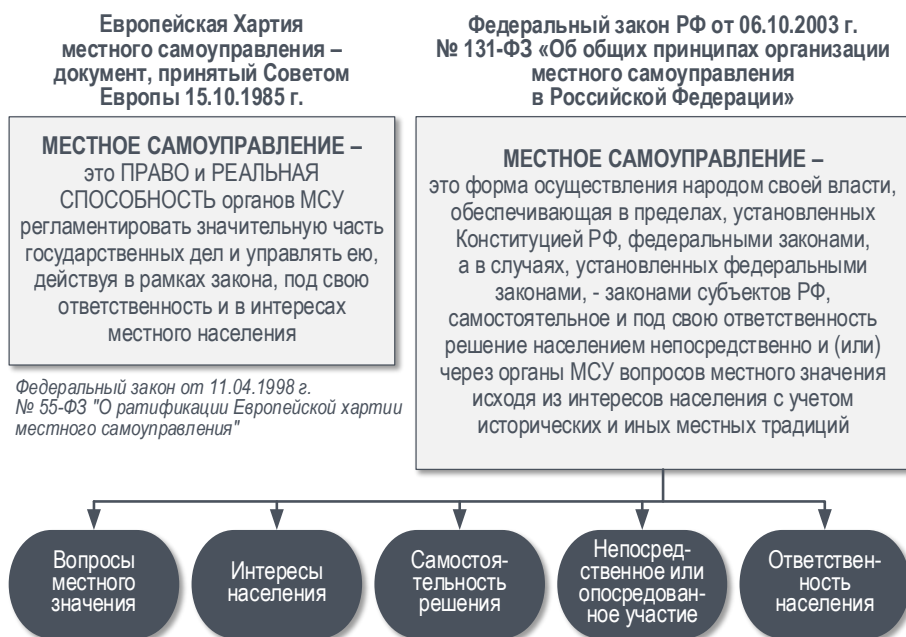 Европейская Хартия
местного самоуправления –
документ, принятый Советом
Европы 15.10.1985 г.
МЕСТНОЕ САМОУПРАВЛЕНИЕ –
это ПРАВО и РЕАЛЬНАЯ
СПОСОБНОСТЬ органов МСУ
регламентировать значительную часть
государственных дел и управлять ею,
действуя в рамках закона, под свою
ответственность и в интересах
местного населения
Федеральный закон от 11.04.1998 г.
№ 55-ФЗ "О ратификации Европейской хартии
местного самоуправления"
Федеральный закон РФ от 06.10.2003 г.
№ 131-ФЗ «Об общих принципах организации
местного самоуправления
в Российской Федерации»
МЕСТНОЕ САМОУПРАВЛЕНИЕ –
это форма осуществления народом своей власти,
обеспечивающая в пределах, установленных
Конституцией РФ, федеральными законами,
а в случаях, установленных федеральными
законами, - законами субъектов РФ,
самостоятельное и под свою ответственность
решение населением непосредственно и (или)
через органы МСУ вопросов местного значения
исходя из интересов населения с учетом
исторических и иных местных традиций
Вопросы
местного
значения
Интересы
населения
Самостоя-
тельность
решения
Непосред-
ственное или
опосредован-
ное участие
Ответствен-
ность
населения